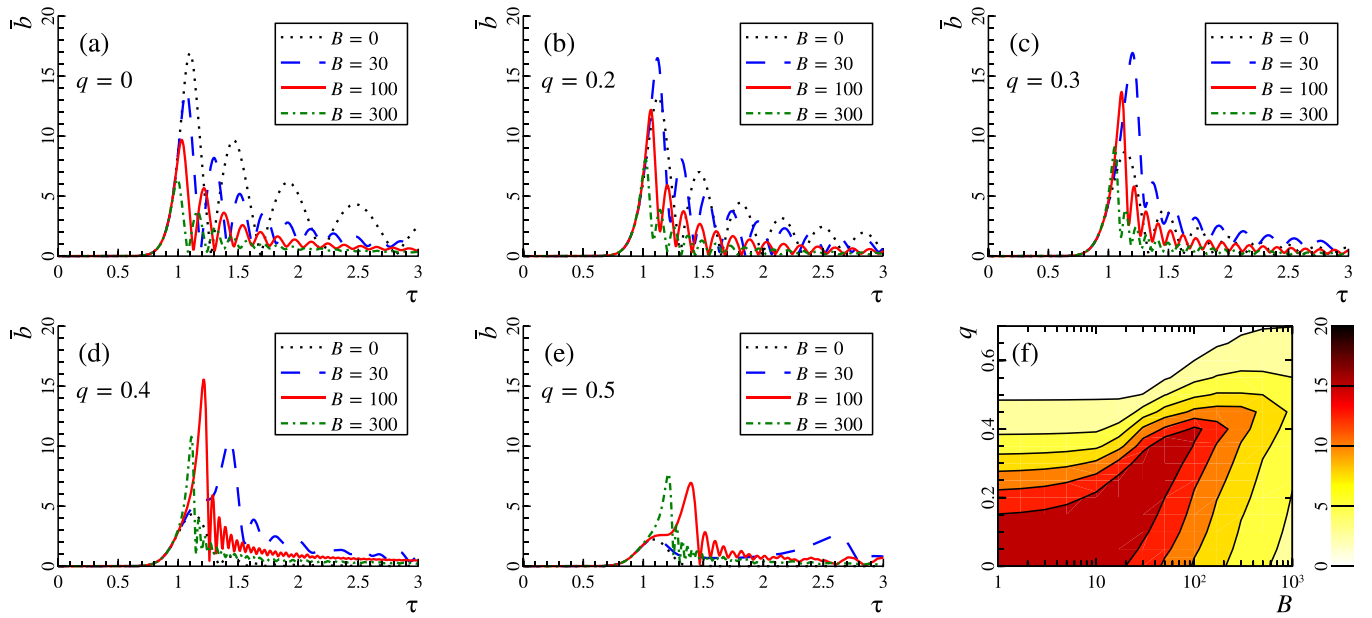 b̄
20
15
10
5
0
(a)
q = 0
B = 0
B = 30
B = 100
B = 300
0 0.5 1 1.5 2 2.5 3
τ
b̄
20
15
10
5
0
(b)
q = 0.2
B = 0
B = 30
B = 100
B = 300
0 0.5 1 1.5 2 2.5 3
τ
b̄
20
15
10
5
0
(c)
q = 0.3
B = 0
B = 30
B = 100
B = 300
0 0.5 1 1.5 2 2.5 3
τ
b̄
20
15
10
5
0
(d)
q = 0.4
B = 0
B = 30
B = 100
B = 300
0 0.5 1 1.5 2 2.5 3
τ
b̄
20
15
10
5
0
(e)
q = 0.5
B = 0
B = 30
B = 100
B = 300
0 0.5 1 1.5 2 2.5 3
τ
q
0.6
0.4
0.2
0
(f)
1 10 10² 10³
B
20
15
10
5
0